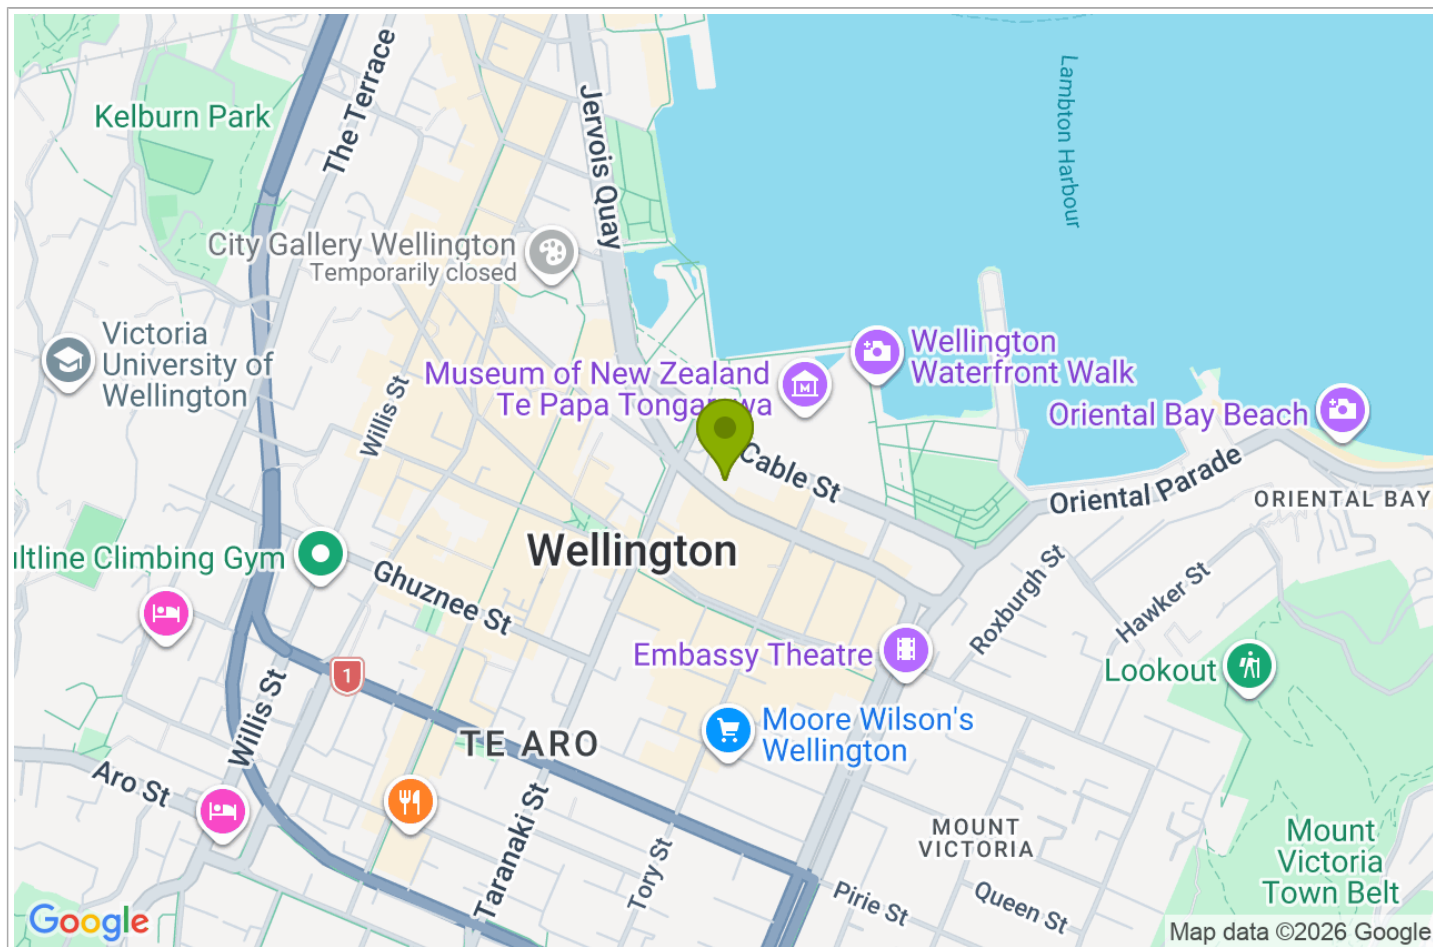 The Terrace
Kelburn Park
Jervois Quay
Lambton Harbour
City Gallery Wellington
Temporarily closed
Victoria
University of
Wellington
Willis St
Museum of New Zealand
Te Papa
Wellington
Waterfront Walk
Oriental Bay Beach
Cable St
Oriental Parade
ORIENTAL BAY
Wellington
Climbing Gym
Ghuznee St
Roxburgh St
Hawker St
Embassy Theatre
Lookout
1
Willis St
Moore Wilson's
Wellington
TE ARO
Aro St
Taranaki St
Tory St
MOUNT
VICTORIA
Mount
Victoria
Town Belt
Pirie St
Queen St
Google
Map data ©2026 Google